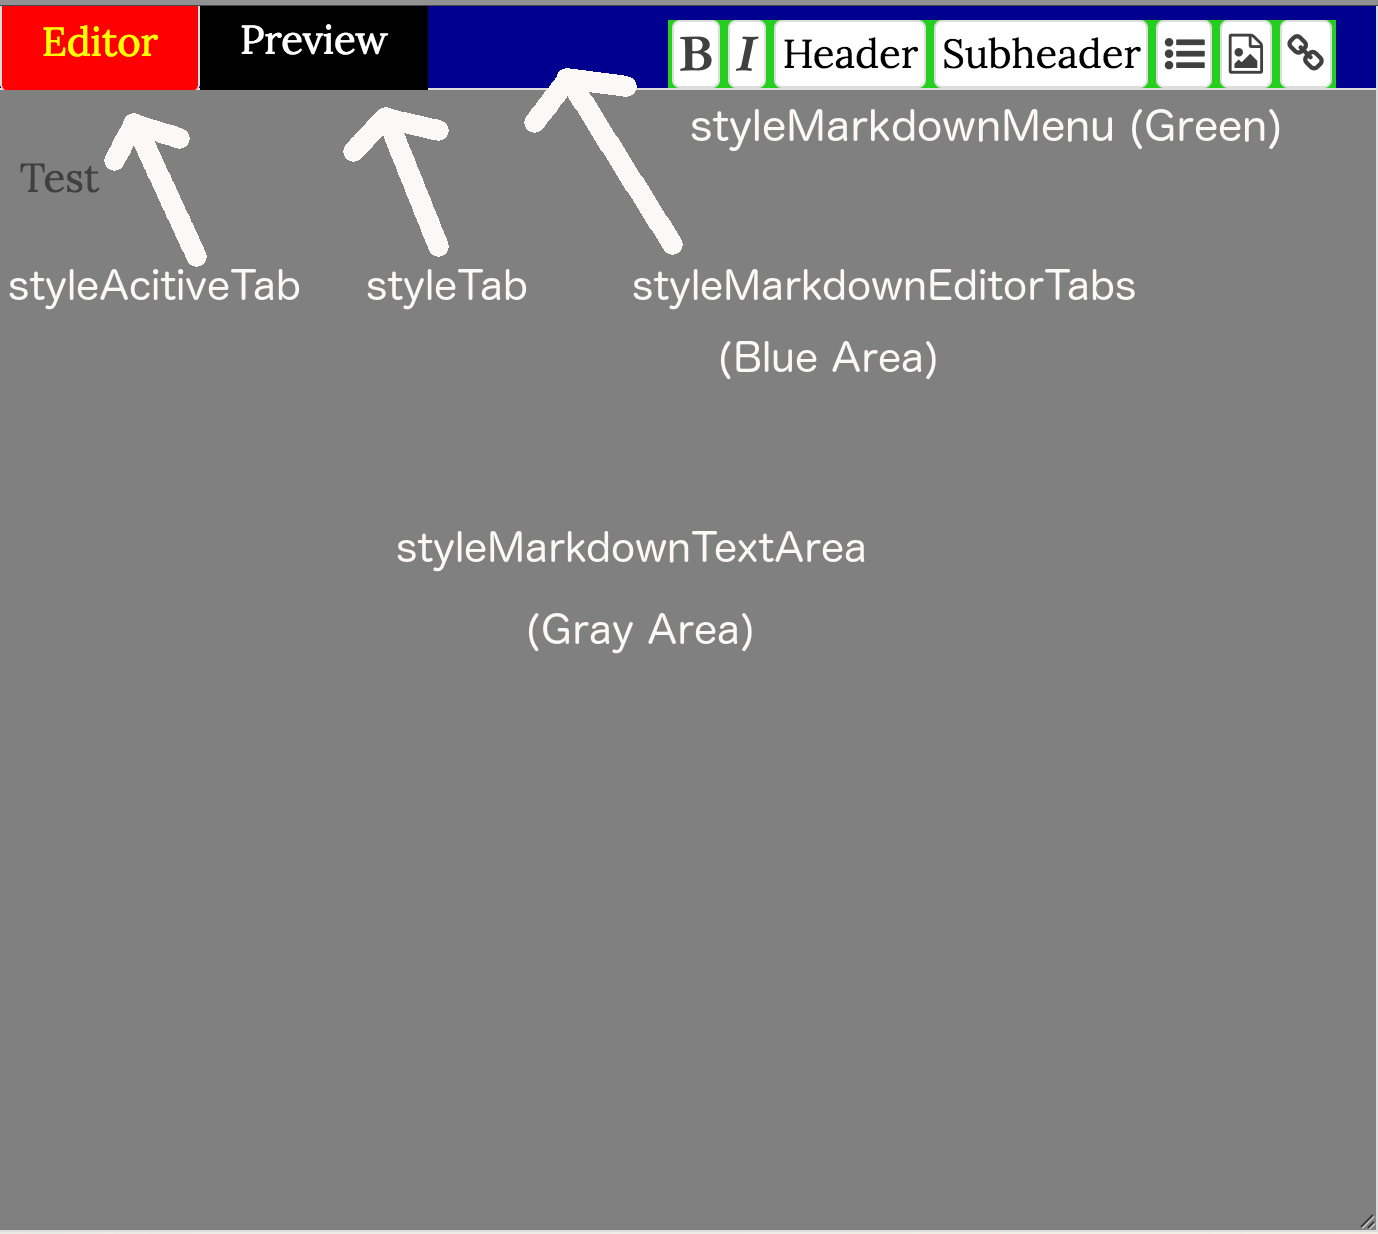 Editor Preview B I Header Subheader
styleMarkdownMenu (Green)
Test
styleAcitiveTab styleTab styleMarkdownEditorTabs
(Blue Area)
styleMarkdownTextArea
(Gray Area)